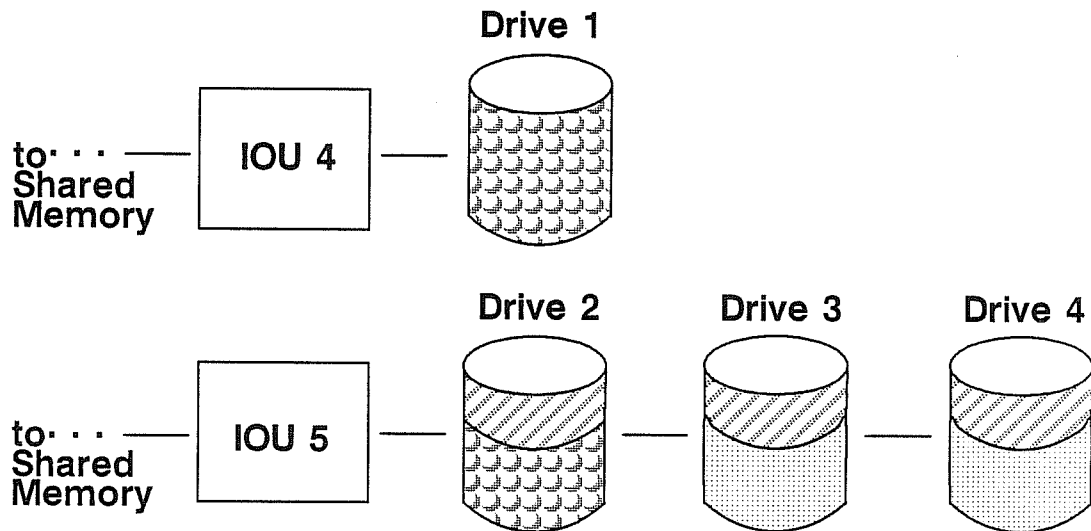 Drive 1
IOU 4
to· · ·
Shared
Memory
Drive 2 Drive 3 Drive 4
IOU 5
to· · ·
Shared
Memory